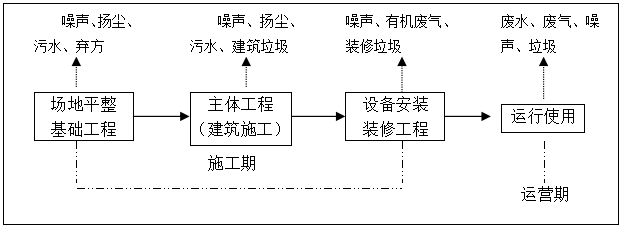 噪声、扬尘、
污水、弃方
噪声、扬尘、
污水、建筑垃圾
噪声、有机废气、
装修垃圾
废水、废气、噪
声、垃圾
场地平整
基础工程
主体工程
（建筑施工）
设备安装
装修工程
运行使用
施工期
运营期